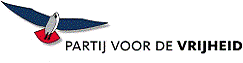 PARTIJ VOOR DE VRIJHEID